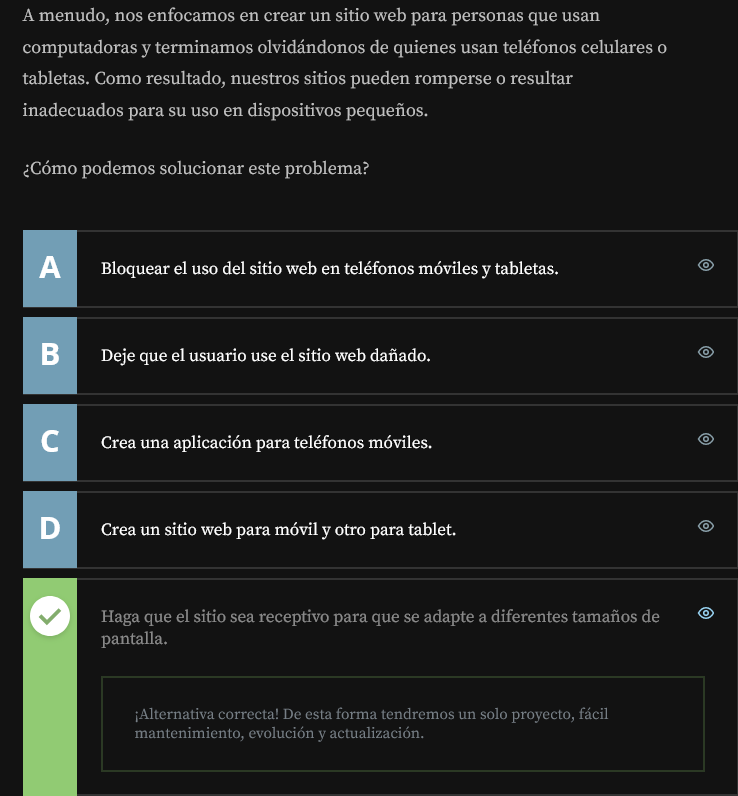 A menudo, nos enfocamos en crear un sitio web para personas que usan
computadoras y terminamos olvidándonos de quienes usan teléfonos celulares o
tabletas. Como resultado, nuestros sitios pueden romperse o resultar
inadecuados para su uso en dispositivos pequeños.
¿Cómo podemos solucionar este problema?
A
Bloquear el uso del sitio web en teléfonos móviles y tabletas.
B
Deje que el usuario use el sitio web dañado.
C
Crea una aplicación para teléfonos móviles.
D
Crea un sitio web para móvil y otro para tablet.
Haga que el sitio sea receptivo para que se adapte a diferentes tamaños de
pantalla.
¡Alternativa correcta! De esta forma tendremos un solo proyecto, fácil
mantenimiento, evolución y actualización.